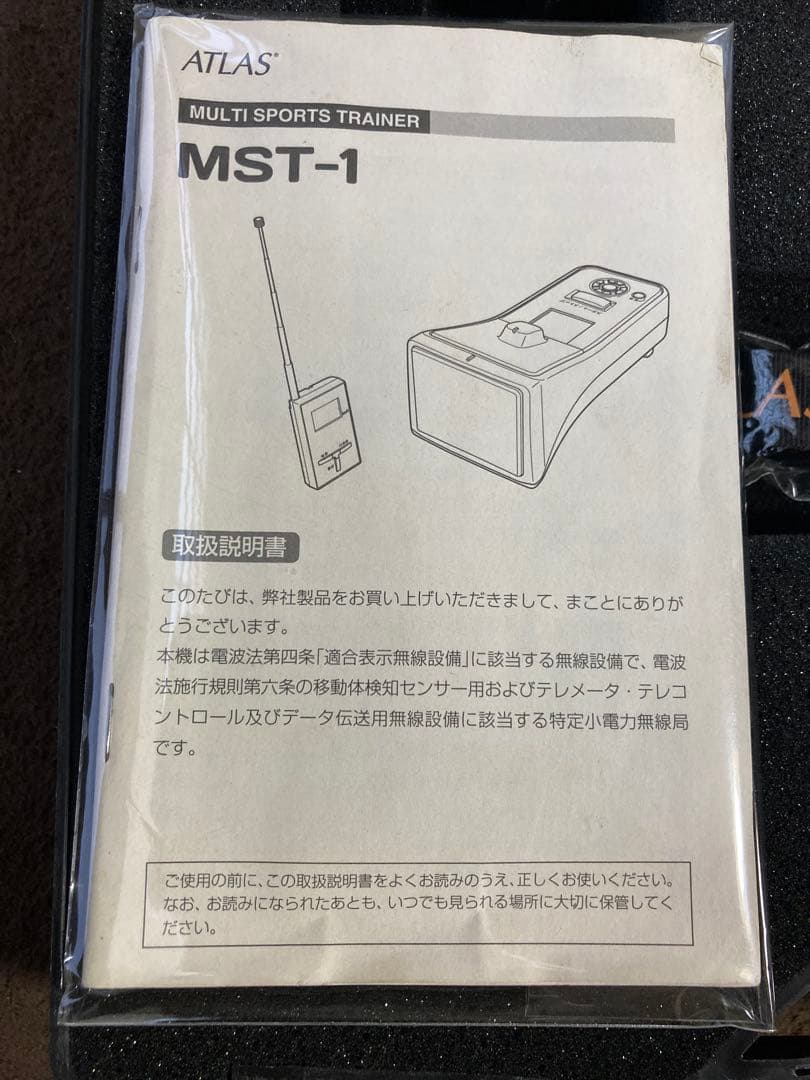 ATLAS®
MULTI SPORTS TRAINER
MST-1
取扱説明書
このたびは、弊社製品をお買い上げいただきまして、まことにありが
とうございます。
本機は電波法第四条「適合表示無線設備」に該当する無線設備で、電波
法施行規則第六条の移動体検知センサー用およびテレメータ・テレコ
ントロール及びデータ伝送用無線設備に該当する特定小電力無線局
です。
ご使用の前に、この取扱説明書をよくお読みのうえ、正しくお使いください。
なお、お読みになられたあとも、いつでも見られる場所に大切に保管してく
ださい。